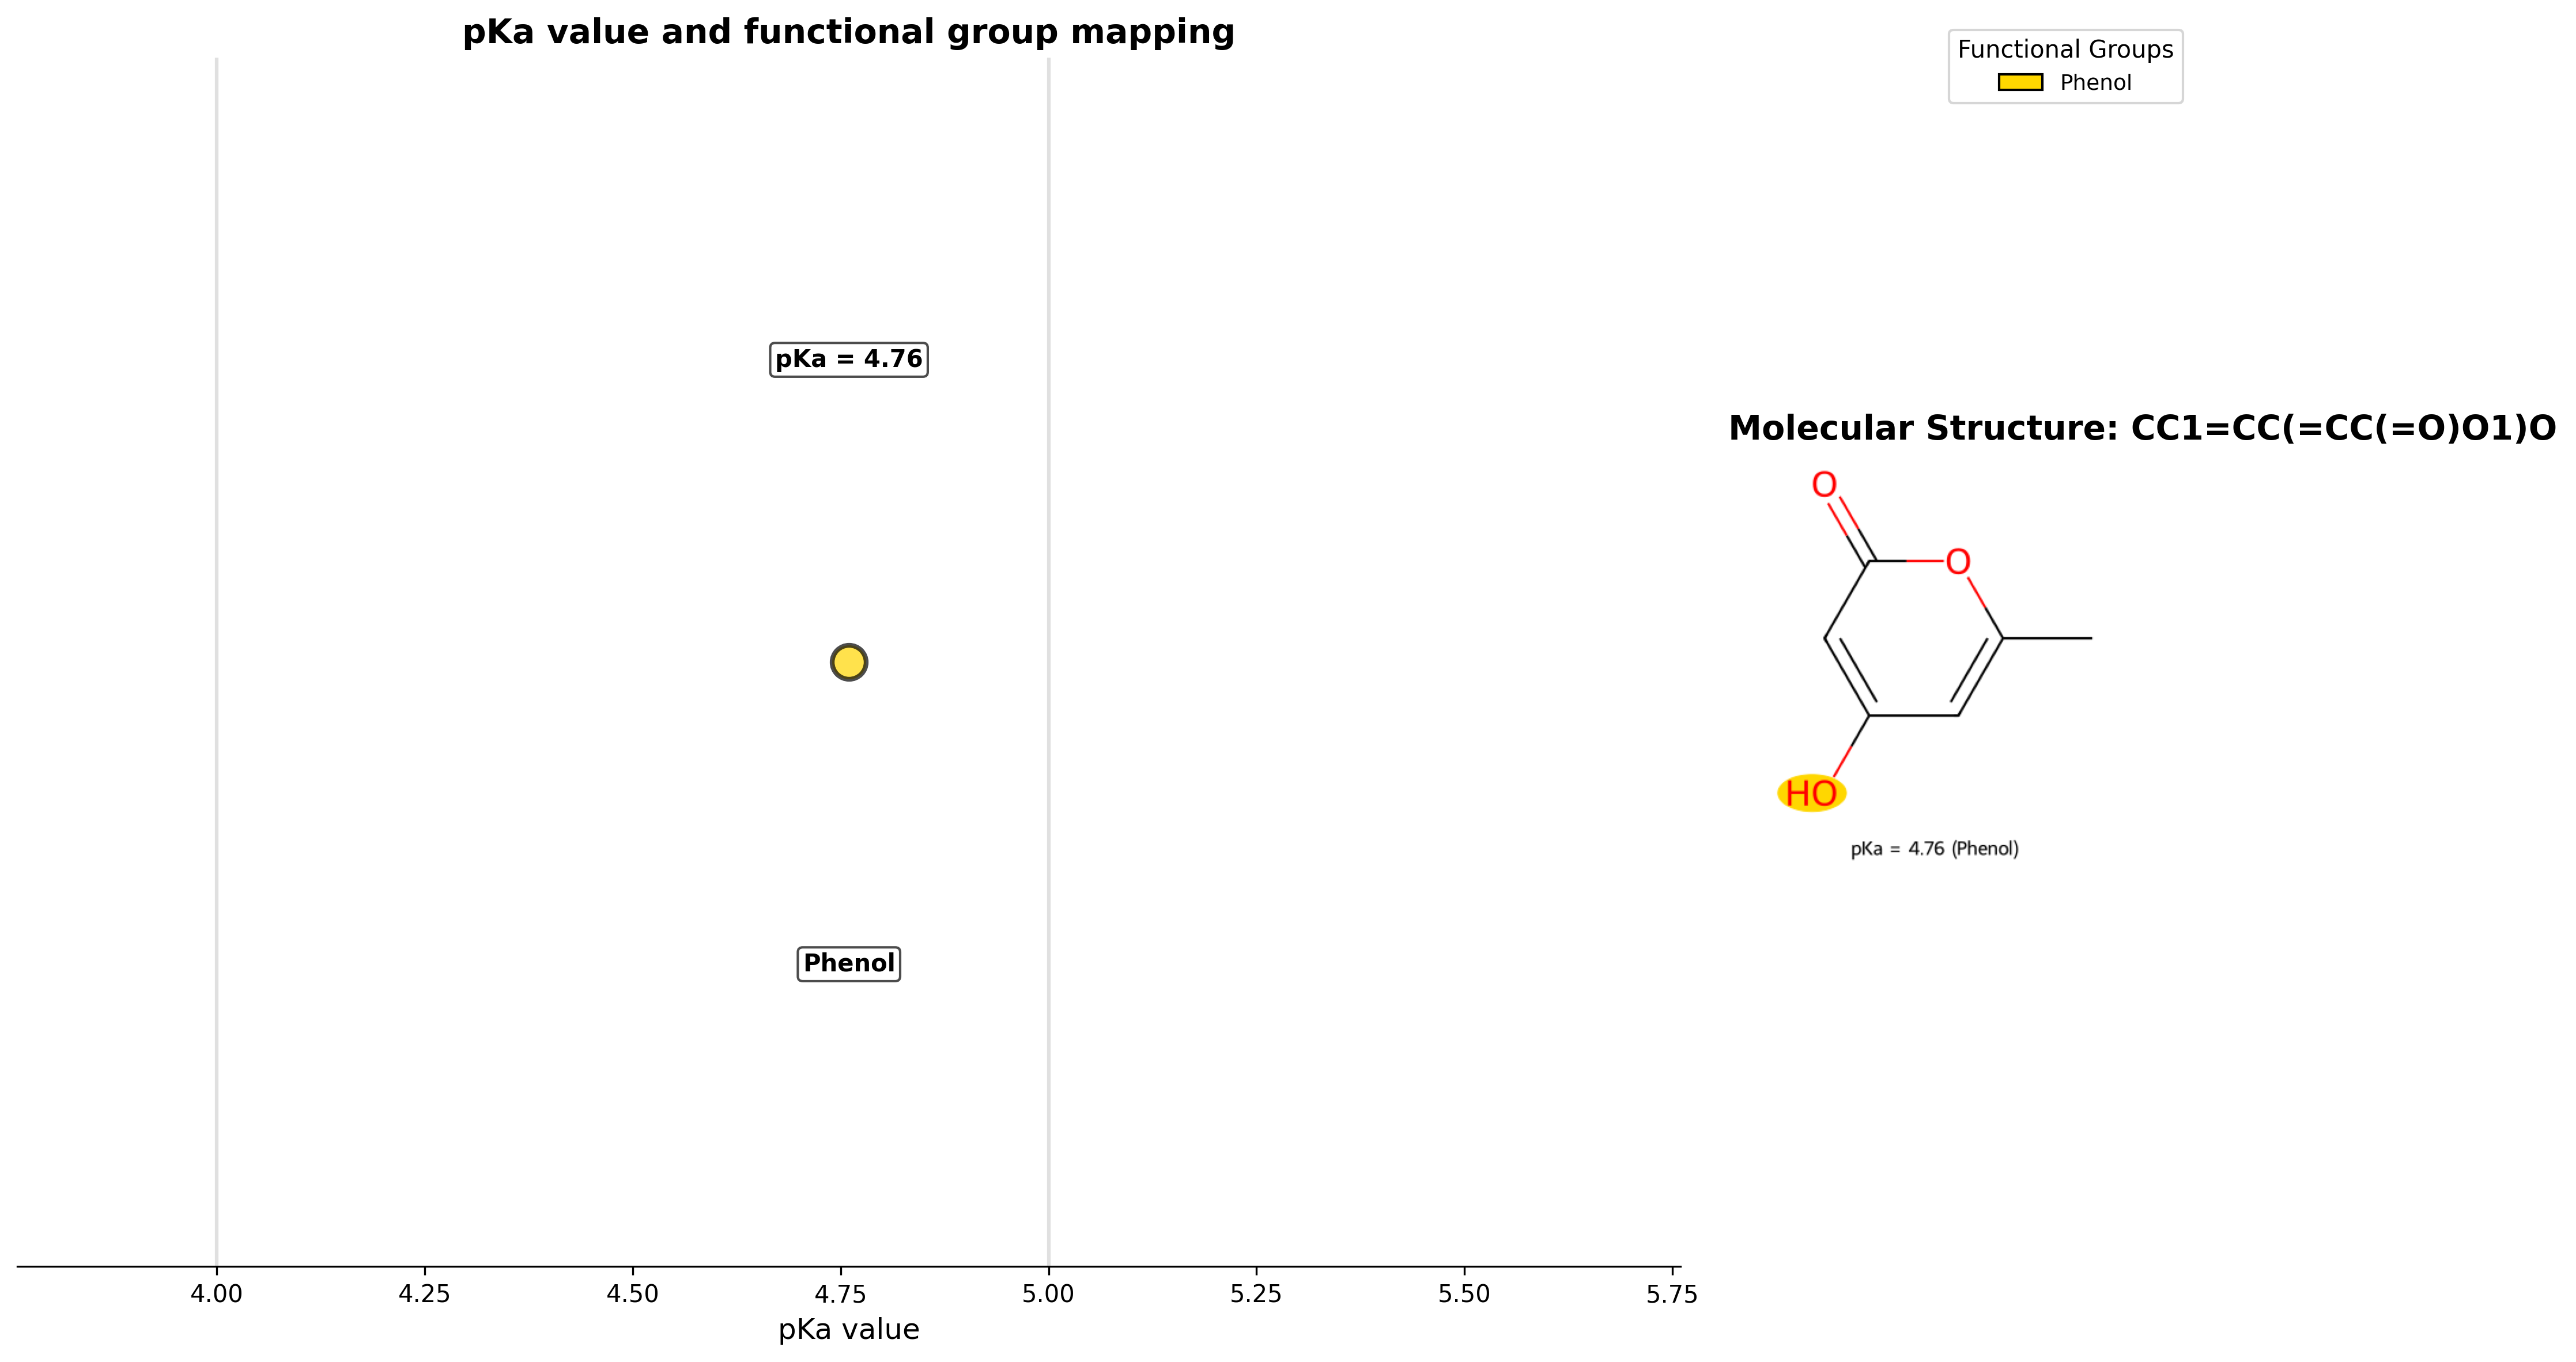 pKa value and functional group mapping
pKa = 4.76
Phenol
4.00 4.25 4.50 4.75 5.00 5.25 5.50 5.75
pKa value
Functional Groups
Phenol
Molecular Structure: CC1=CC(=CC(=O)O1)O
O
O
HO
pKa = 4.76 (Phenol)